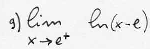 9) lim ln(x-e)
x→e⁺